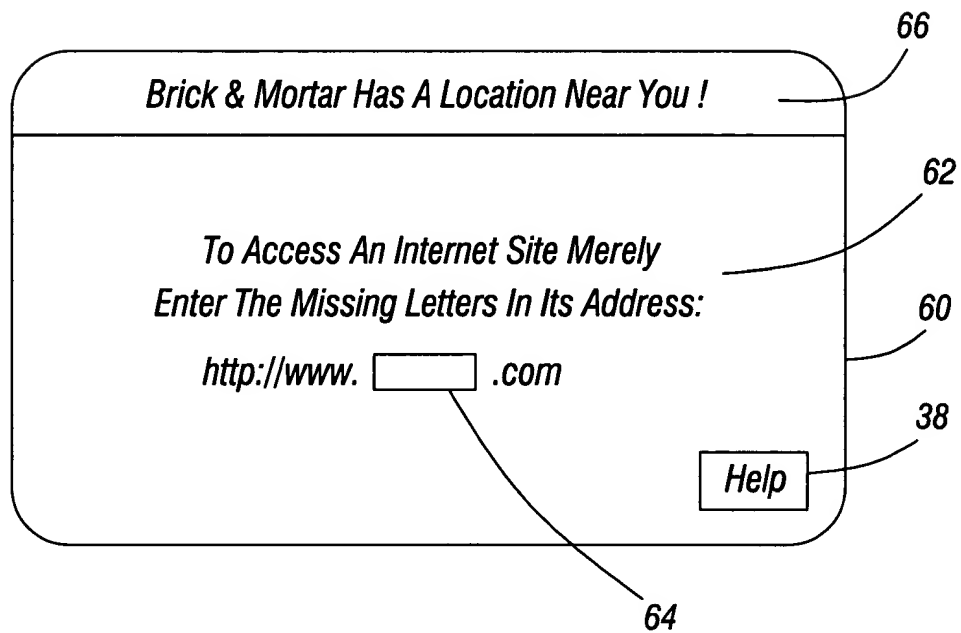 66
Brick & Mortar Has A Location Near You !
62
To Access An Internet Site Merely
Enter The Missing Letters In Its Address:
60
http://www. .com
38
Help
64